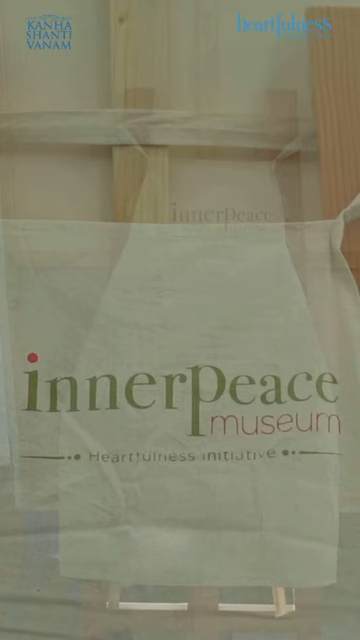 KANHA
SHANTI
VANAM
heartfulness
innerpeace
innerpeace
museum
Heartfulness Initiative